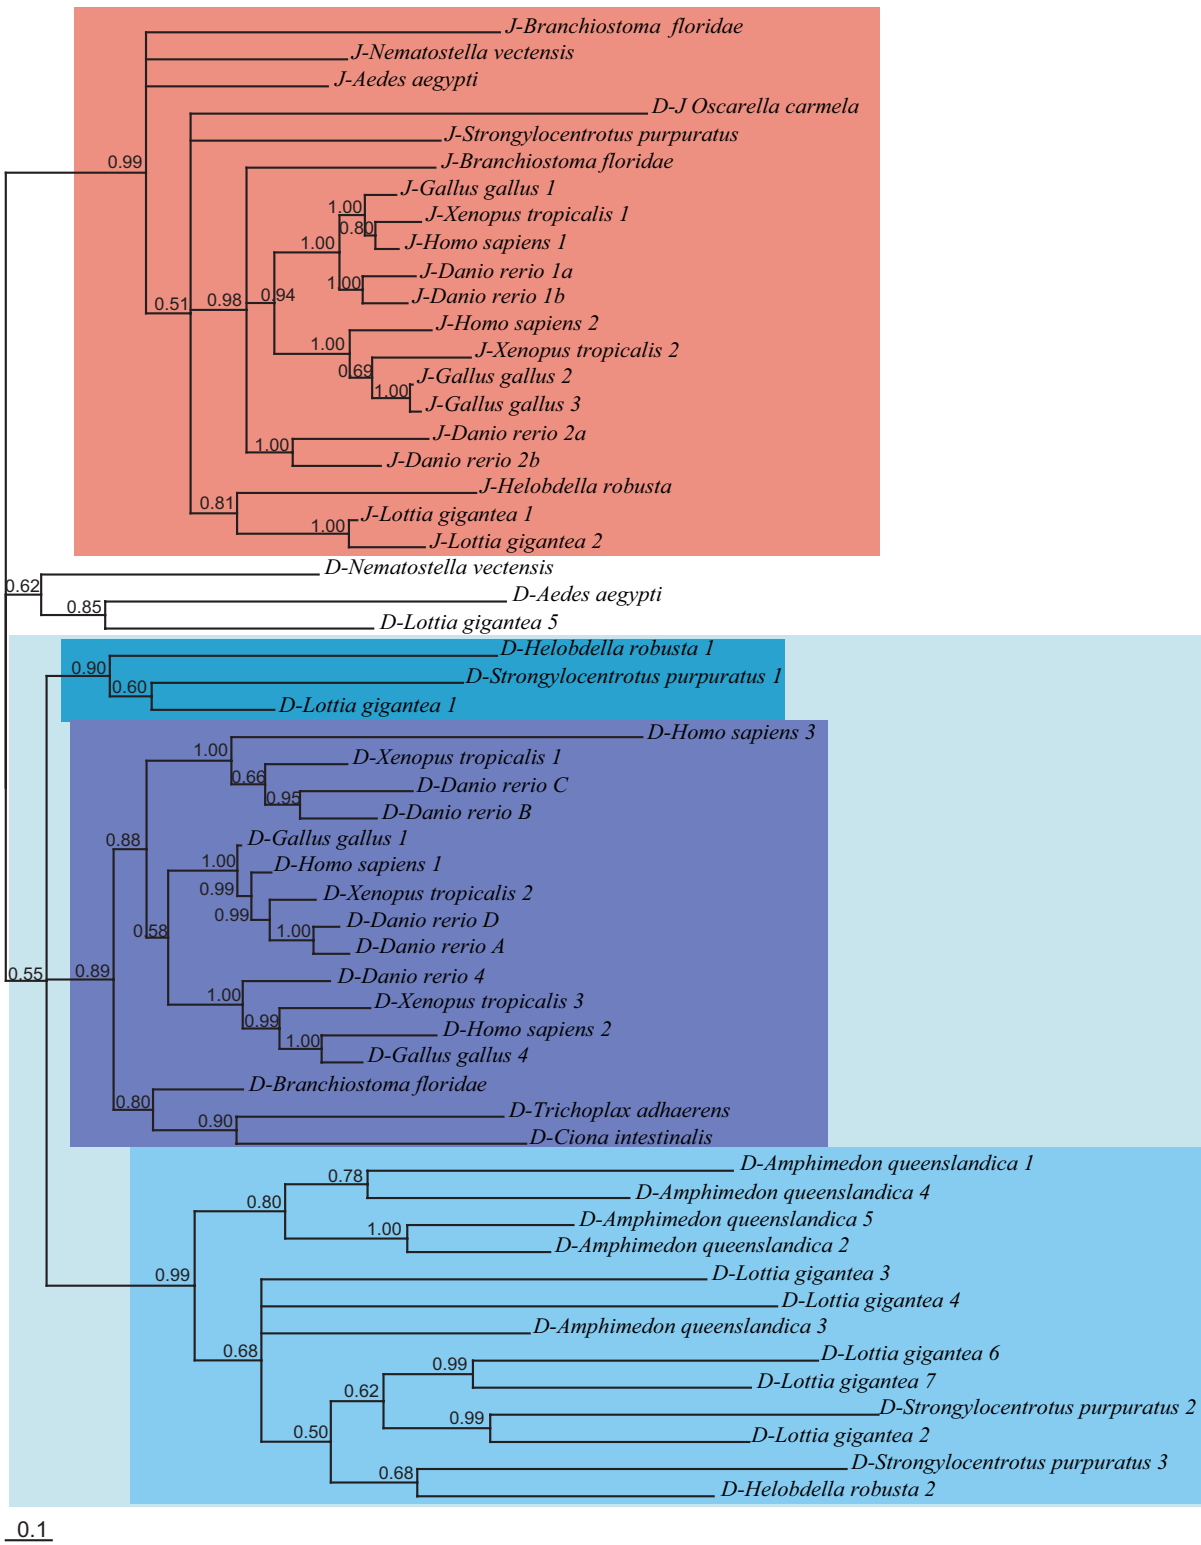 J-Branchiostoma floridae
J-Nematostella vectensis
J-Aedes aegypti
D-J Oscarella carmela
J-Strongylocentrotus purpuratus
0.99
J-Branchiostoma floridae
J-Gallus gallus 1
1.00
J-Xenopus tropicalis 1
0.80
1.00
J-Homo sapiens 1
J-Danio rerio 1a
1.00
0.51
0.98
0.94
J-Danio rerio 1b
J-Homo sapiens 2
1.00
J-Xenopus tropicalis 2
0.69
J-Gallus gallus 2
1.00
J-Gallus gallus 3
J-Danio rerio 2a
1.00
J-Danio rerio 2b
J-Helobdella robusta
0.81
J-Lottia gigantea 1
1.00
J-Lottia gigantea 2
D-Nematostella vectensis
0.62
D-Aedes aegypti
0.85
D-Lottia gigantea 5
D-Helobdella robusta 1
0.90
D-Strongylocentrotus purpuratus 1
0.60
D-Lottia gigantea 1
D-Homo sapiens 3
1.00
D-Xenopus tropicalis 1
0.66
D-Danio rerio C
0.95
D-Danio rerio B
0.88
D-Gallus gallus 1
1.00
D-Homo sapiens 1
0.99
D-Xenopus tropicalis 2
0.99
D-Danio rerio D
0.58
1.00
D-Danio rerio A
0.55
0.89
D-Danio rerio 4
1.00
D-Xenopus tropicalis 3
0.99
D-Homo sapiens 2
1.00
D-Gallus gallus 4
D-Branchiostoma floridae
0.80
D-Trichoplax adhaerens
0.90
D-Ciona intestinalis
D-Amphimedon queenslandica 1
0.78
D-Amphimedon queenslandica 4
0.80
D-Amphimedon queenslandica 5
1.00
D-Amphimedon queenslandica 2
0.99
D-Lottia gigantea 3
D-Lottia gigantea 4
D-Amphimedon queenslandica 3
0.68
D-Lottia gigantea 6
0.99
D-Lottia gigantea 7
0.62
D-Strongylocentrotus purpuratus 2
0.99
D-Lottia gigantea 2
0.50
D-Strongylocentrotus purpuratus 3
0.68
D-Helobdella robusta 2
0.1